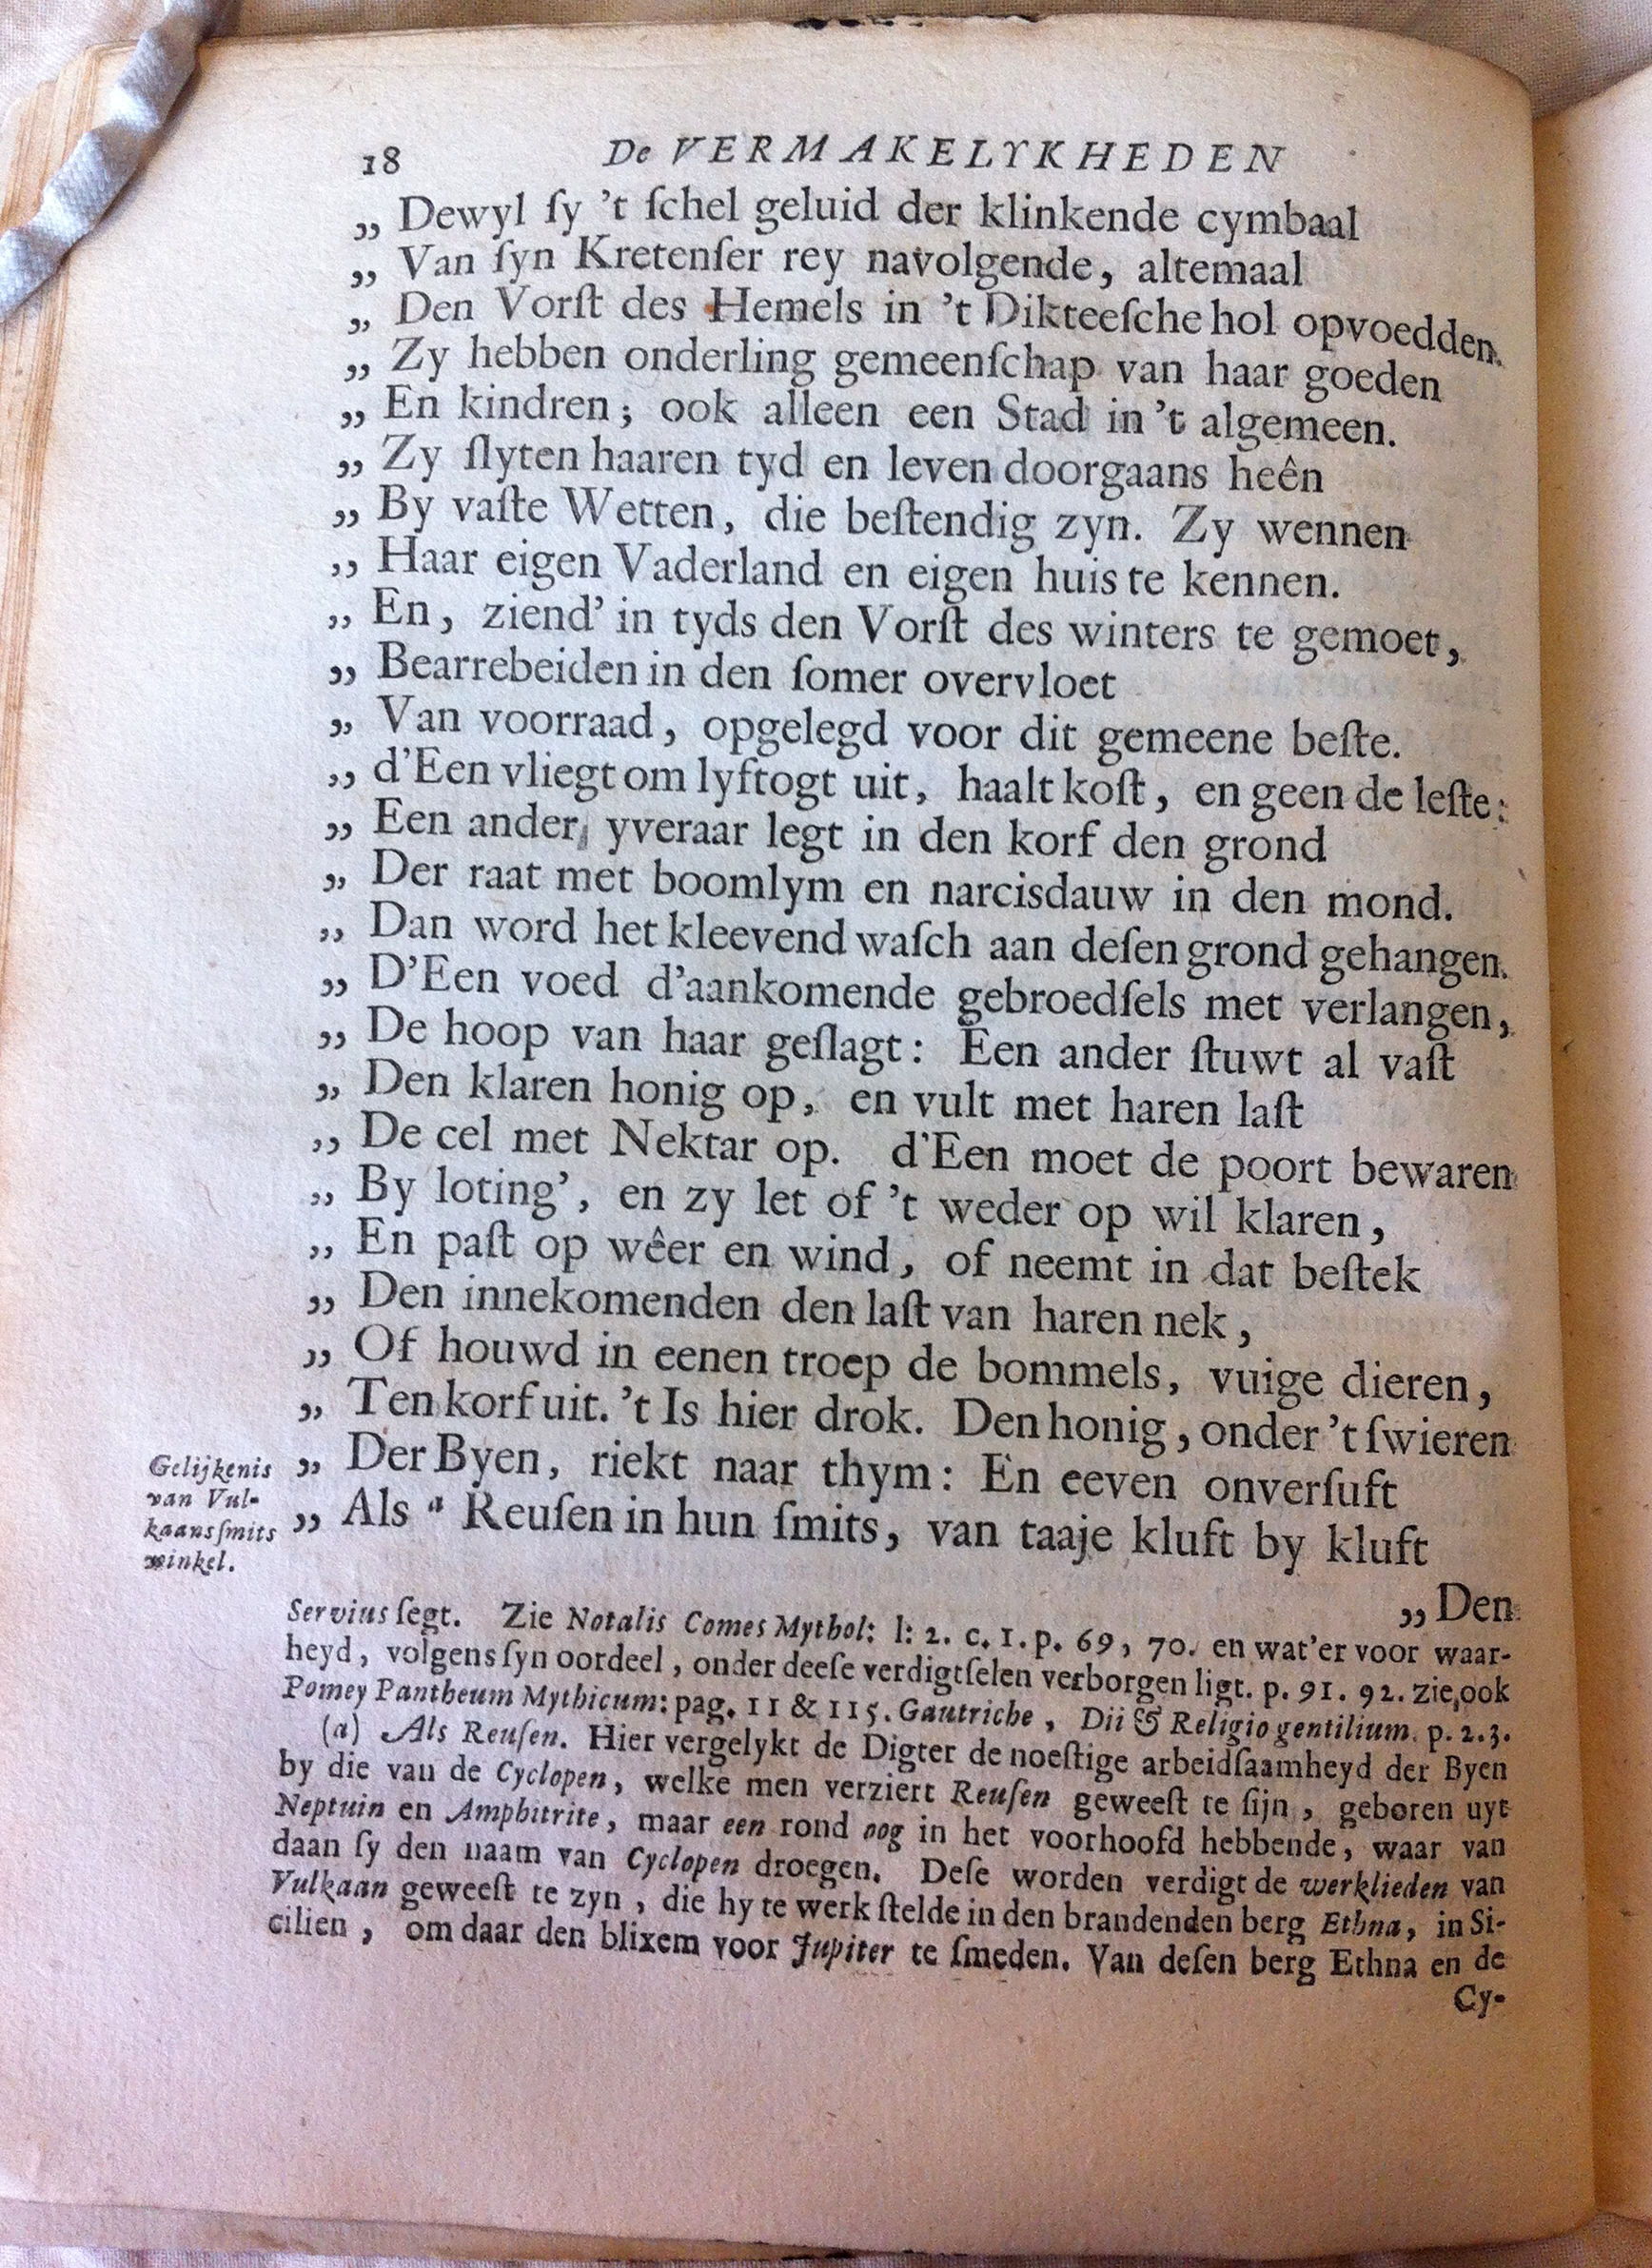 18 De VERMAKELYKHEDEN
„ Dewyl ſy 't ſchel geluid der klinkende cymbaal
„ Van ſyn Kretenſer rey navolgende, altemaal
„ Den Vorſt des Hemels in 't Dikteeſche hol opvoedden.
„ Zy hebben onderling gemeenſchap van haar goeden
„ En kindren; ook alleen een Stad in 't algemeen.
„ Zy ſlyten haaren tyd en leven doorgaans heên
„ By vaſte Wetten, die beſtendig zyn. Zy wennen
„ Haar eigen Vaderland en eigen huis te kennen.
„ En, ziend' in tyds den Vorſt des winters te gemoet,
„ Bearrebeiden in den ſomer overvloet
„ Van voorraad, opgelegd voor dit gemeene beſte.
„ d'Een vliegt om lyftogt uit, haalt koſt, en geen de leſte:
„ Een ander, yveraar legt in den korf den grond
„ Der raat met boomlym en narcisdauw in den mond.
„ Dan word het kleevend waſch aan deſen grond gehangen.
„ D'Een voed d'aankomende gebroedſels met verlangen,
„ De hoop van haar geſlagt: Een ander ſtuwt al vaſt
„ Den klaren honig op, en vult met haren laſt
„ De cel met Nektar op. d'Een moet de poort bewaren
„ By loting', en zy let of 't weder op wil klaren,
„ En paſt op wêer en wind, of neemt in dat beſtek
„ Den innekomenden den laſt van haren nek,
„ Of houwd in eenen troep de bommels, vuige dieren,
„ Ten korf uit. 't Is hier drok. Den honig, onder 't ſwieren
„ Der Byen, riekt naar thym: En eeven onverſuft
„ Als ª Reuſen in hun ſmits, van taaje kluft by kluft
Gelijkenis
van Vul-
kaansſmits
winkel.
„ Den
Servius ſegt. Zie Notalis Comes Mythol: l: 2. c. 1. p. 69, 70. en wat'er voor waar-
heyd, volgens ſyn oordeel, onder deeſe verdigtſelen verborgen ligt. p. 91. 92. zie ook
Pomey Pantheum Mythicum: pag. 11 & 115. Gautriche, Dii & Religio gentilium. p. 2.3.
(a) Als Reuſen. Hier vergelykt de Digter de noeſtige arbeidſaamheyd der Byen
by die van de Cyclopen, welke men verziert Reuſen geweeſt te ſijn, geboren uyt
Neptuin en Amphitrite, maar een rond oog in het voorhoofd hebbende, waar van
daan ſy den naam van Cyclopen droegen. Deſe worden verdigt de werklieden van
Vulkaan geweeſt te zyn, die hy te werk ſtelde in den brandenden berg Ethna, in Si-
cilien, om daar den blixem voor Jupiter te ſmeden. Van deſen berg Ethna en de
Cy-